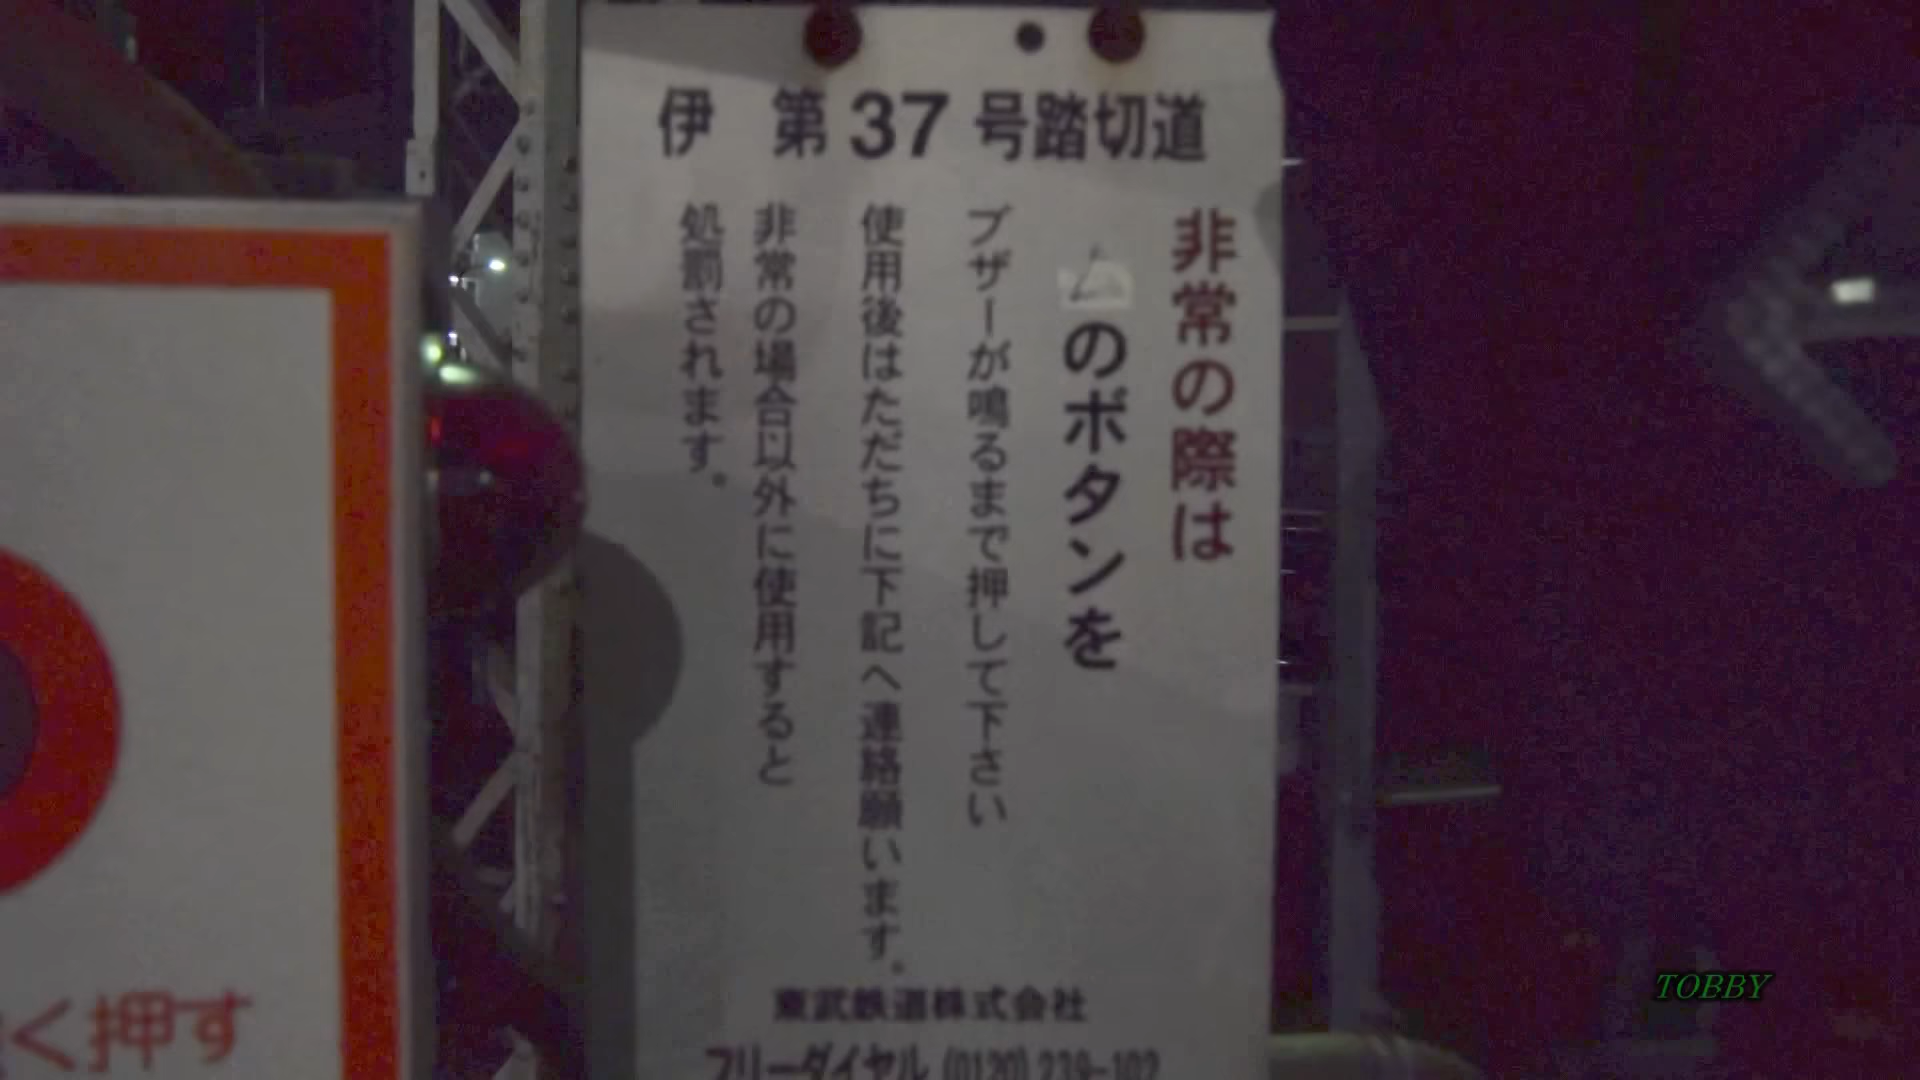 伊 第37号踏切道
非常の際は
のボタンを
ブザーが鳴るまで押して下さい
使用後はただちに下記へ連絡願います。
非常の場合以外に使用すると
処罰されます。
東武鉄道株式会社
フリーダイヤル (0120) 239-102
く押す
TOBBY